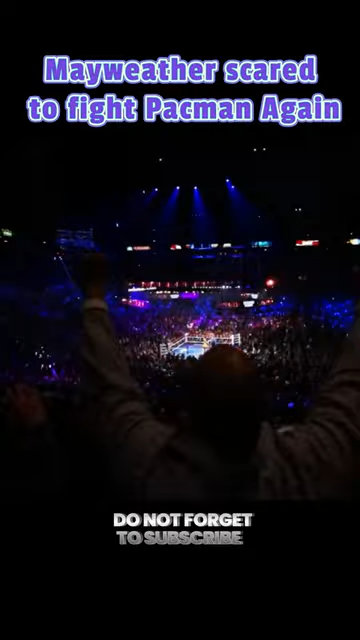 Mayweather scared
to fight Pacman Again
DO NOT FORGET
TO SUBSCRIBE